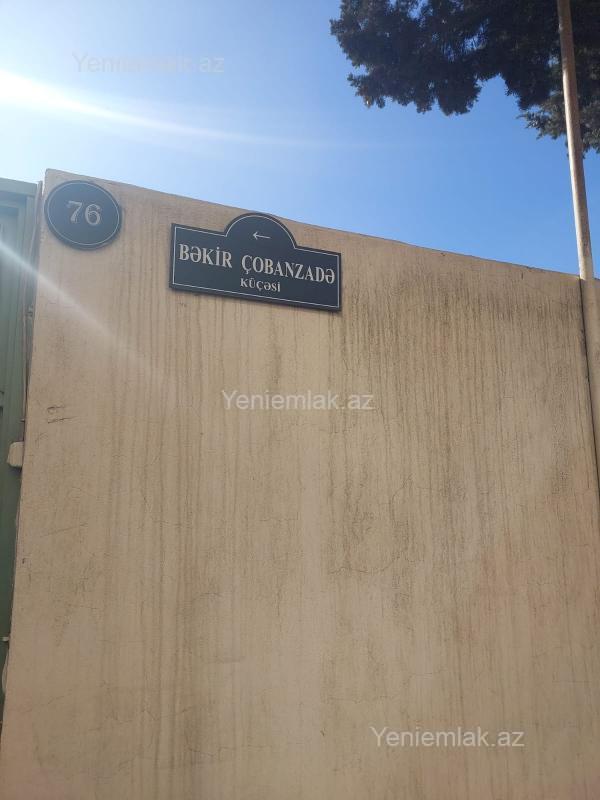 Yeniemlak.az
76
←
BƏKİR ÇOBANZADƏ
KÜÇƏSİ
Yeniemlak.az
Yeniemlak.az